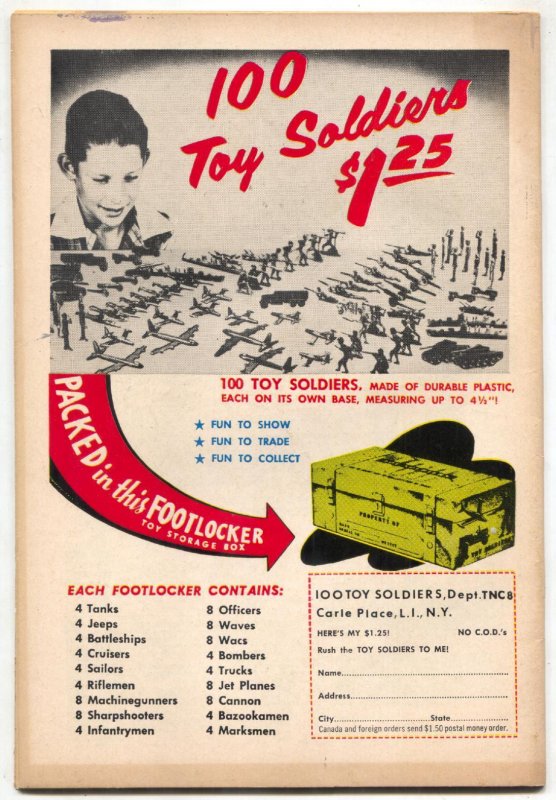 100
Toy Soldiers
$1.25
100 TOY SOLDIERS, MADE OF DURABLE PLASTIC,
EACH ON ITS OWN BASE, MEASURING UP TO 4½"!
★ FUN TO SHOW
★ FUN TO TRADE
★ FUN TO COLLECT
PACKED in this FOOTLOCKER
TOY STORAGE BOX
PROPERTY OF
EACH FOOTLOCKER CONTAINS:
4 Tanks
4 Jeeps
4 Battleships
4 Cruisers
4 Sailors
4 Riflemen
8 Machinegunners
8 Sharpshooters
4 Infantrymen
8 Officers
8 Waves
8 Wacs
4 Bombers
4 Trucks
8 Jet Planes
8 Cannon
4 Bazookamen
4 Marksmen
100 TOY SOLDIERS, Dept. TNC8
Carle Place, L.I., N.Y.
HERE'S MY $1.25! NO C.O.D.'s
Rush the TOY SOLDIERS TO ME!
Name
Address
City State
Canada and foreign orders send $1.50 postal money order.